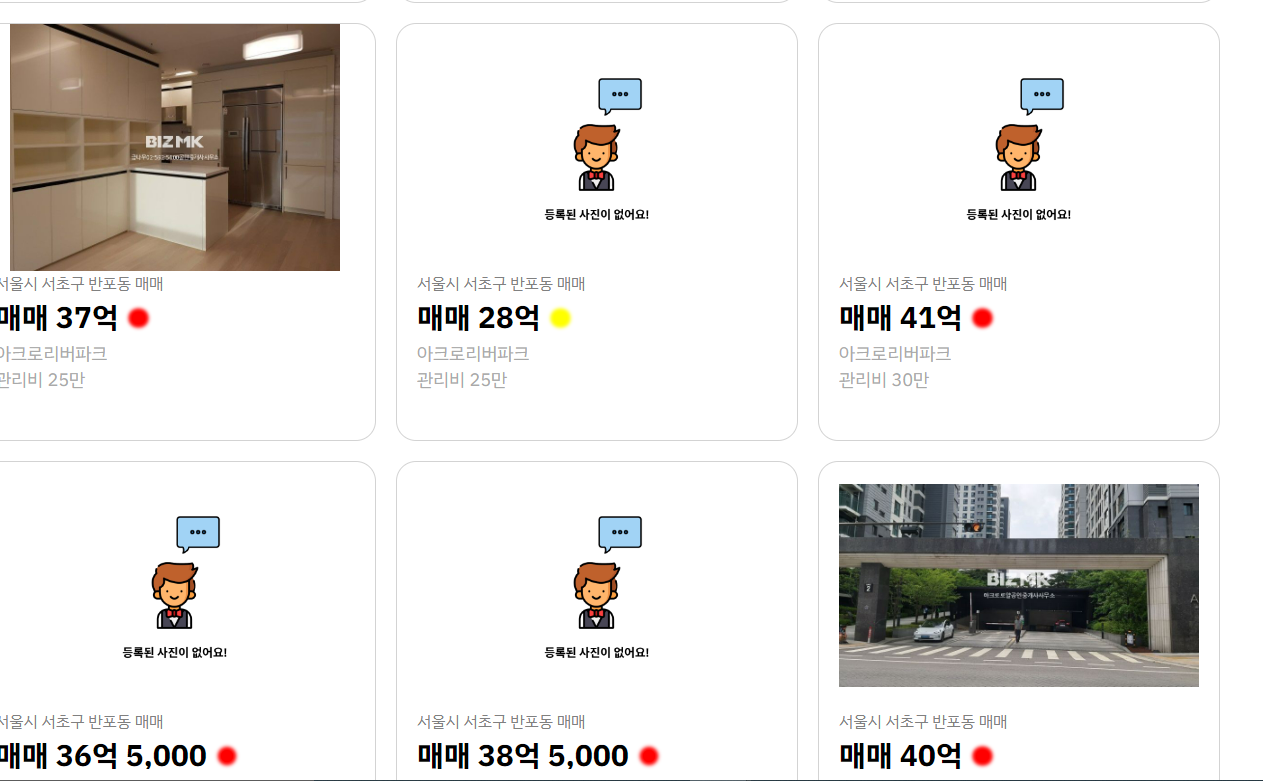 BIZMK
등록된 사진이 없어요!
등록된 사진이 없어요!
서울시 서초구 반포동 매매
매매 37억
아크로리버파크
관리비 25만
서울시 서초구 반포동 매매
매매 28억
아크로리버파크
관리비 25만
서울시 서초구 반포동 매매
매매 41억
아크로리버파크
관리비 30만
등록된 사진이 없어요!
등록된 사진이 없어요!
BIZMK
서울시 서초구 반포동 매매
매매 36억 5,000
서울시 서초구 반포동 매매
매매 38억 5,000
서울시 서초구 반포동 매매
매매 40억